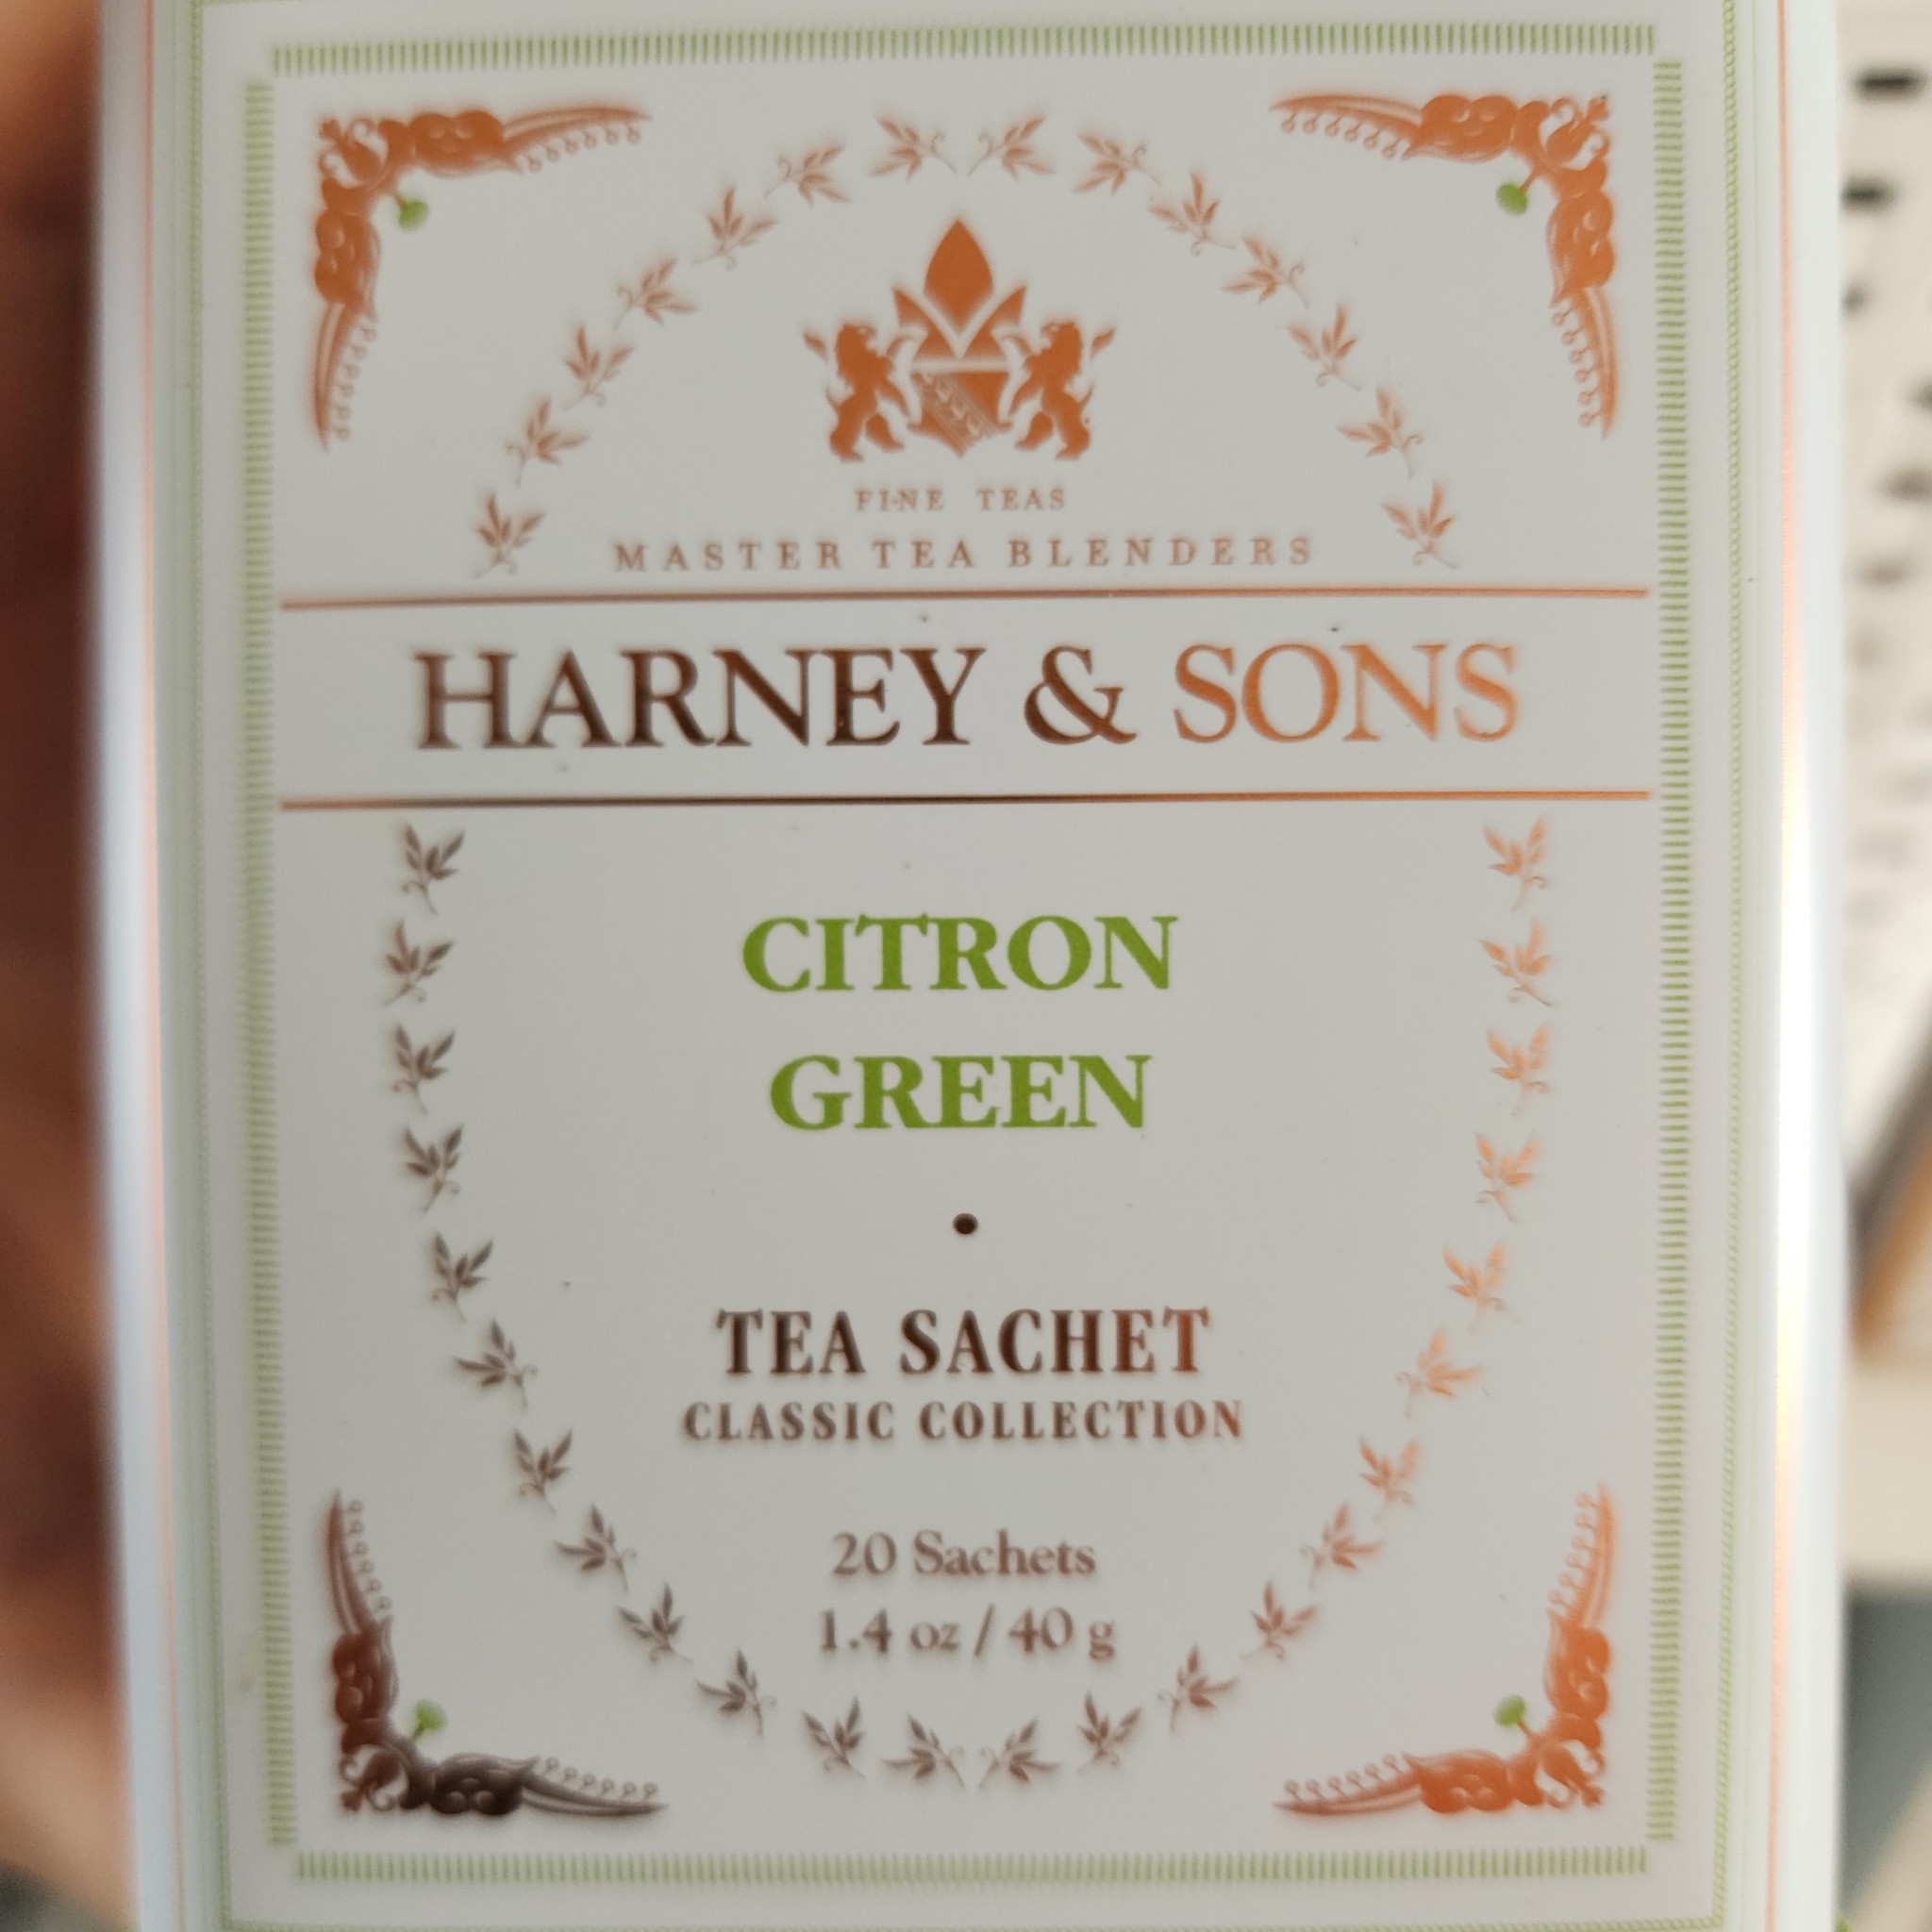 FINE TEAS
MASTER TEA BLENDERS
HARNEY & SONS
CITRON
GREEN
•
TEA SACHET
CLASSIC COLLECTION
20 Sachets
1.4 oz / 40 g